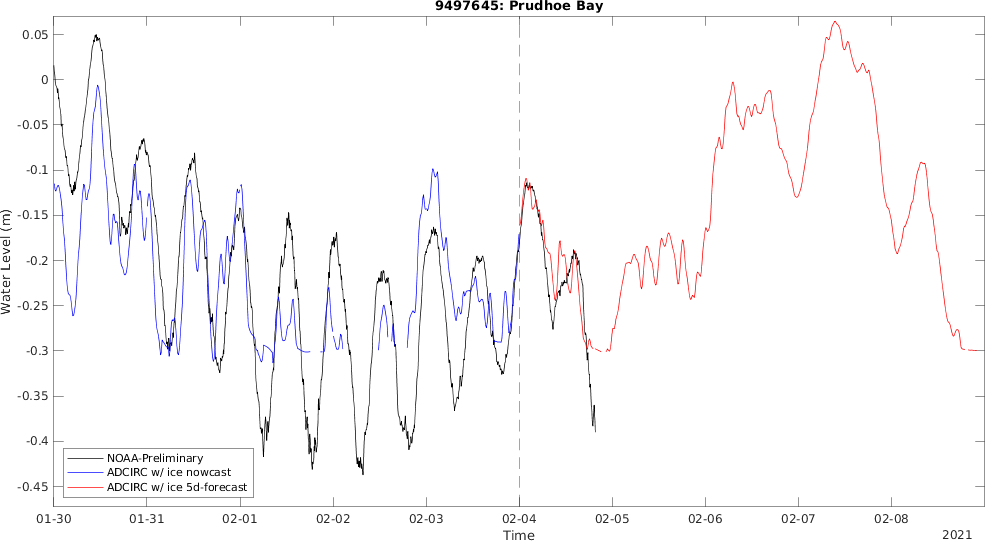 9497645: Prudhoe Bay
Water Level (m)
0.05
0
-0.05
-0.1
-0.15
-0.2
-0.25
-0.3
-0.35
-0.4
-0.45
NOAA-Preliminary
ADCIRC w/ ice nowcast
ADCIRC w/ ice 5d-forecast
01-30 01-31 02-01 02-02 02-03 02-04 02-05 02-06 02-07 02-08
Time
2021